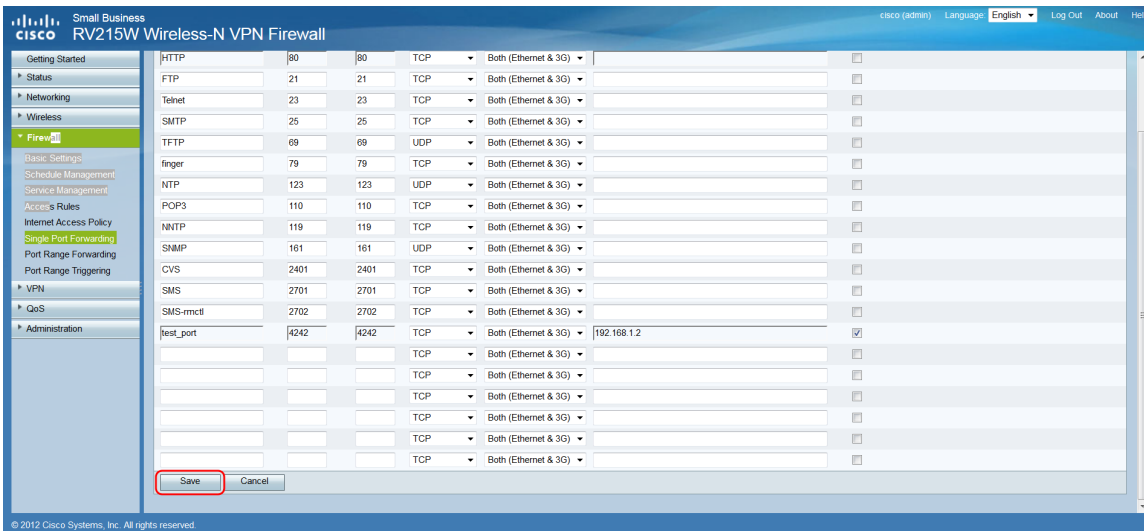 Small Business
cisco RV215W Wireless-N VPN Firewall
cisco (admin) Language: English Log Out About
Getting Started
Status
Networking
Wireless
Firewall
Basic Settings
Schedule Management
Service Management
Access Rules
Internet Access Policy
Single Port Forwarding
Port Range Forwarding
Port Range Triggering
VPN
QoS
Administration
HTTP 80 80 TCP Both (Ethernet & 3G)
FTP 21 21 TCP Both (Ethernet & 3G)
Telnet 23 23 TCP Both (Ethernet & 3G)
SMTP 25 25 TCP Both (Ethernet & 3G)
TFTP 69 69 UDP Both (Ethernet & 3G)
finger 79 79 TCP Both (Ethernet & 3G)
NTP 123 123 UDP Both (Ethernet & 3G)
POP3 110 110 TCP Both (Ethernet & 3G)
NNTP 119 119 TCP Both (Ethernet & 3G)
SNMP 161 161 UDP Both (Ethernet & 3G)
CVS 2401 2401 TCP Both (Ethernet & 3G)
SMS 2701 2701 TCP Both (Ethernet & 3G)
SMS-rmctl 2702 2702 TCP Both (Ethernet & 3G)
test_port 4242 4242 TCP Both (Ethernet & 3G) 192.168.1.2
TCP Both (Ethernet & 3G)
TCP Both (Ethernet & 3G)
TCP Both (Ethernet & 3G)
TCP Both (Ethernet & 3G)
TCP Both (Ethernet & 3G)
TCP Both (Ethernet & 3G)
Save Cancel
© 2012 Cisco Systems, Inc. All rights reserved.